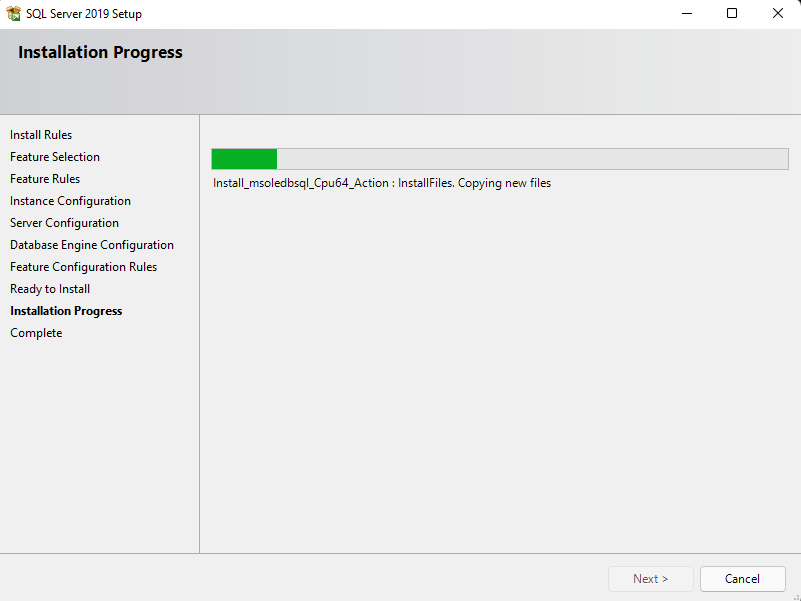 SQL Server 2019 Setup
Installation Progress
Install Rules
Feature Selection
Feature Rules
Instance Configuration
Server Configuration
Database Engine Configuration
Feature Configuration Rules
Ready to Install
Installation Progress
Complete
Install_msoledbsql_Cpu64_Action : InstallFiles. Copying new files
Next >
Cancel